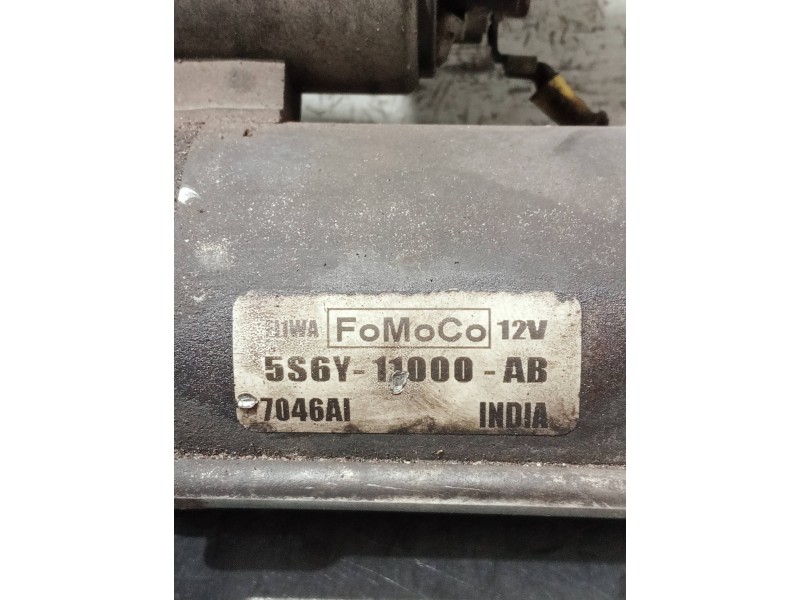 FoMoCo 12V
5S6Y-11000-AB
7046AI INDIA